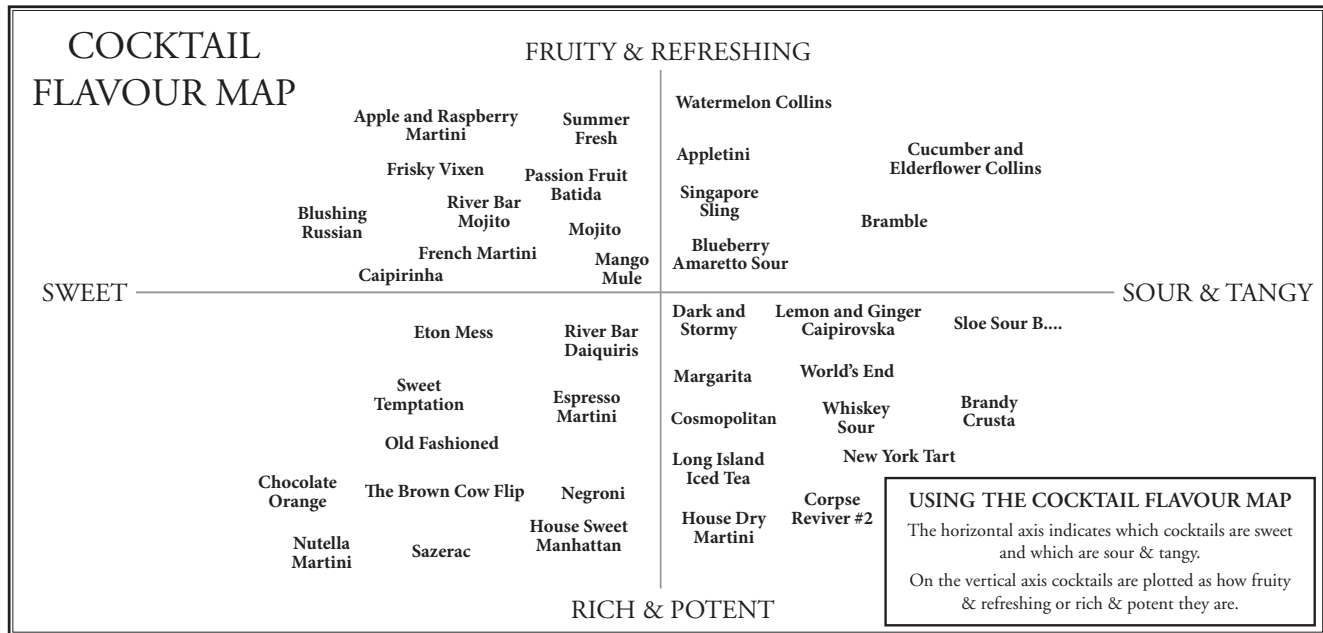 COCKTAIL
FLAVOUR MAP
FRUITY & REFRESHING
Apple and Raspberry
Martini
Summer
Fresh
Watermelon Collins
Frisky Vixen
Passion Fruit
Batida
Appletini
Cucumber and
Elderflower Collins
Blushing
Russian
River Bar
Mojito
Mojito
Singapore
Sling
Bramble
French Martini
Caipirinha
Mango
Mule
Blueberry
Amaretto Sour
SWEET
SOUR & TANGY
Eton Mess
River Bar
Daiquiris
Dark and
Stormy
Lemon and Ginger
Caipirovska
Sloe Sour B....
Sweet
Temptation
Espresso
Martini
Margarita
World's End
Old Fashioned
Cosmopolitan
Whiskey
Sour
Brandy
Crusta
Chocolate
Orange
The Brown Cow Flip
Negroni
Long Island
Iced Tea
New York Tart
Nutella
Martini
Sazerac
House Sweet
Manhattan
House Dry
Martini
Corpse
Reviver #2
RICH & POTENT
USING THE COCKTAIL FLAVOUR MAP
The horizontal axis indicates which cocktails are sweet
and which are sour & tangy.
On the vertical axis cocktails are plotted as how fruity
& refreshing or rich & potent they are.